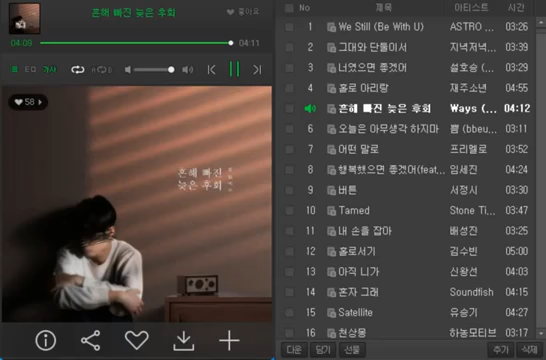 흔해 빠진 늦은 후회
좋아요
04:08
04:11
EQ 가사
58
흔해 빠진
늦은 후회
No 제목 아티스트 시간
1 We Still (Be With U) ASTRO ... 03:26
2 그대와 단둘이서 지넉저녁... 03:39
3 너였으면 좋겠어 설호승 (... 03:29
4 홀로 아리랑 재주소년 04:55
흔해 빠진 늦은 후회 Ways (... 04:12
6 오늘은 아무생각 하지마 쁨 (bbeu... 03:11
7 어떤 말로 프리헬로 03:52
8 행복했으면 좋겠어(feat,... 임세진 04:24
9 버튼 서정시 03:30
10 Tamed Stone Ti... 03:47
11 내 손을 잡아 배성진 03:25
12 홀로서기 김수빈 05:00
13 아직 니가 신황선 04:03
14 혼자 그래 Soundfish 04:15
15 Satellite 유승기 04:27
16 천상몽 하농모티브 03:17
다운 담기 선물 추가 삭제